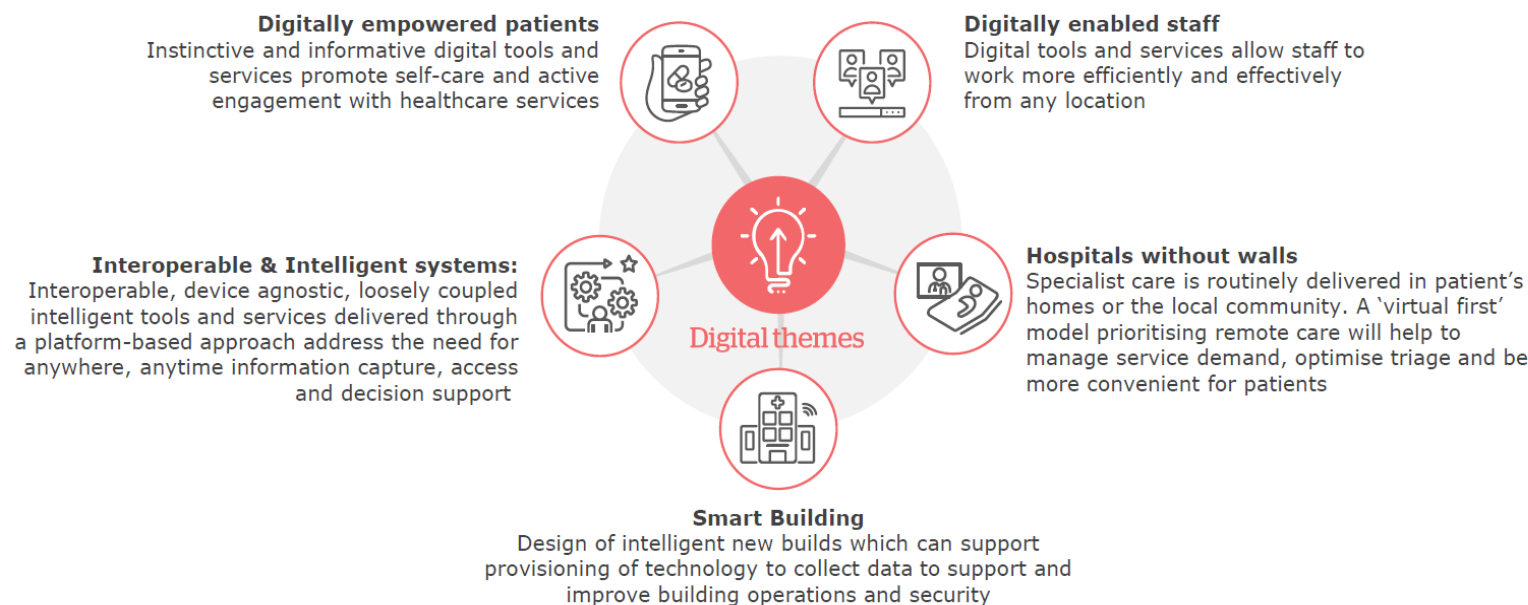 Digitally empowered patients
Instinctive and informative digital tools and
services promote self-care and active
engagement with healthcare services
Digitally enabled staff
Digital tools and services allow staff to
work more efficiently and effectively
from any location
Interoperable & Intelligent systems:
Interoperable, device agnostic, loosely coupled
intelligent tools and services delivered through
a platform-based approach address the need for
anywhere, anytime information capture, access
and decision support
Digital themes
Hospitals without walls
Specialist care is routinely delivered in patient's
homes or the local community. A ‘virtual first’
model prioritising remote care will help to
manage service demand, optimise triage and be
more convenient for patients
Smart Building
Design of intelligent new builds which can support
provisioning of technology to collect data to support and
improve building operations and security